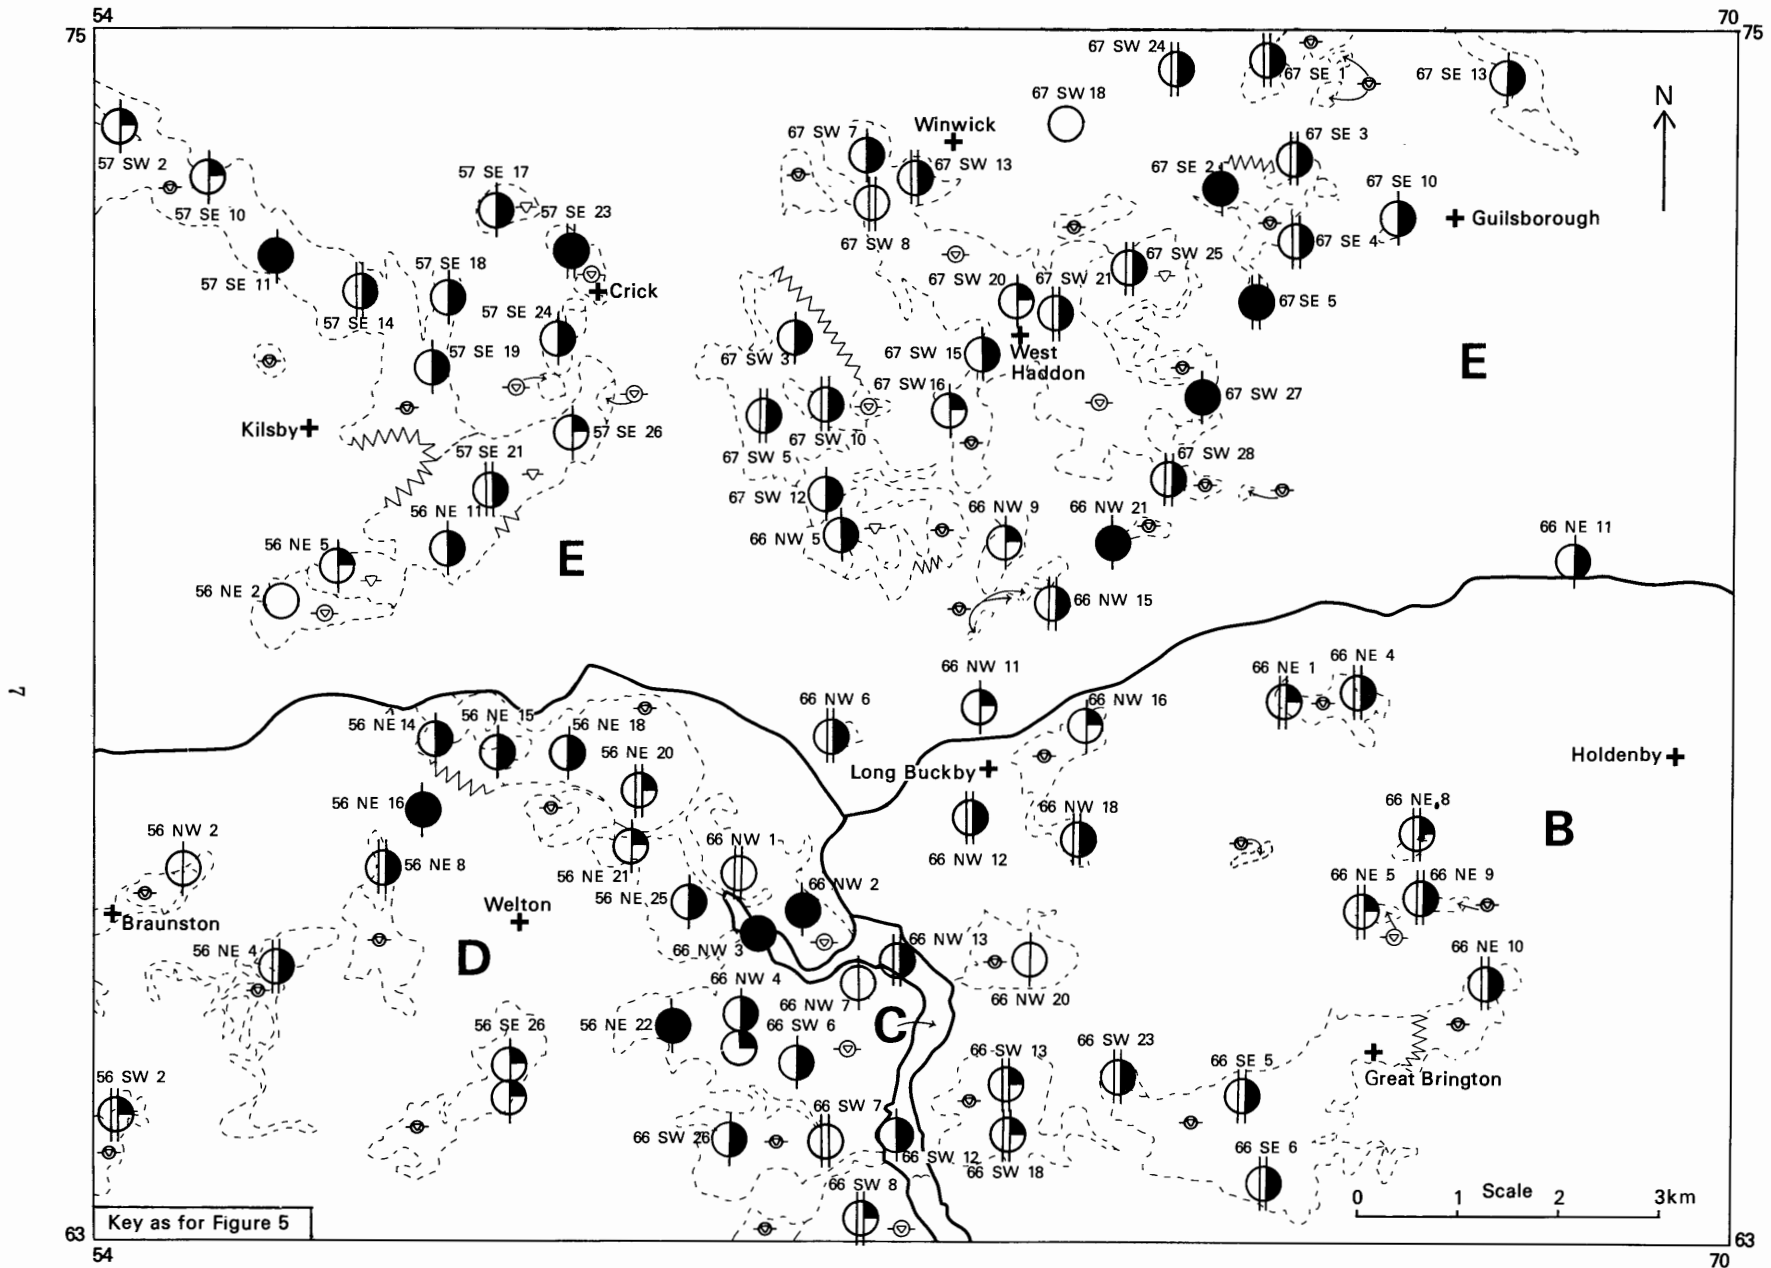 54
70
75
75
67 SW 24
67 SE 1
67 SE 13
N
67 SW 18
Winwick
67 SW 7
67 SE 3
57 SW 2
57 SE 17
67 SW 13
67 SE 2
67 SE 10
57 SE 10
57 SE 23
Guilsborough
67 SW 8
67 SE 4
67 SW 25
57 SE 18
57 SE 11
67 SW 20
67 SW 21
Crick
67 SE 5
57 SE 24
57 SE 14
57 SE 19
67 SW 3
67 SW 15
West
Haddon
E
67 SW 16
67 SW 27
Kilsby
57 SE 26
67 SW 10
57 SE 21
67 SW 5
67 SW 28
67 SW 12
56 NE 11
66 NW 9
66 NW 21
66 NE 11
66 NW 5
56 NE 5
E
56 NE 2
66 NW 15
66 NW 11
66 NE 1
66 NE 4
7
66 NW 6
66 NW 16
56 NE 14
56 NE 15
56 NE 18
56 NE 20
Long Buckby
Holdenby
56 NE 16
66 NW 18
66 NE 8
B
56 NW 2
66 NW 1
66 NW 12
56 NE 8
56 NE 21
66 NE 5
66 NE 9
66 NW 2
56 NE 25
Welton
Braunston
66 NW 13
66 NE 10
56 NE 4
66 NW 3
D
66 NW 4
66 NW 7
66 NW 20
56 SE 26
56 NE 22
66 SW 6
C
66 SW 13
66 SW 23
66 SE 5
56 SW 2
Great Brington
66 SW 7
66 SW 26
66 SW 12
66 SE 6
66 SW 18
66 SW 8
0 1 Scale 2 3km
Key as for Figure 5
63
63
54
70